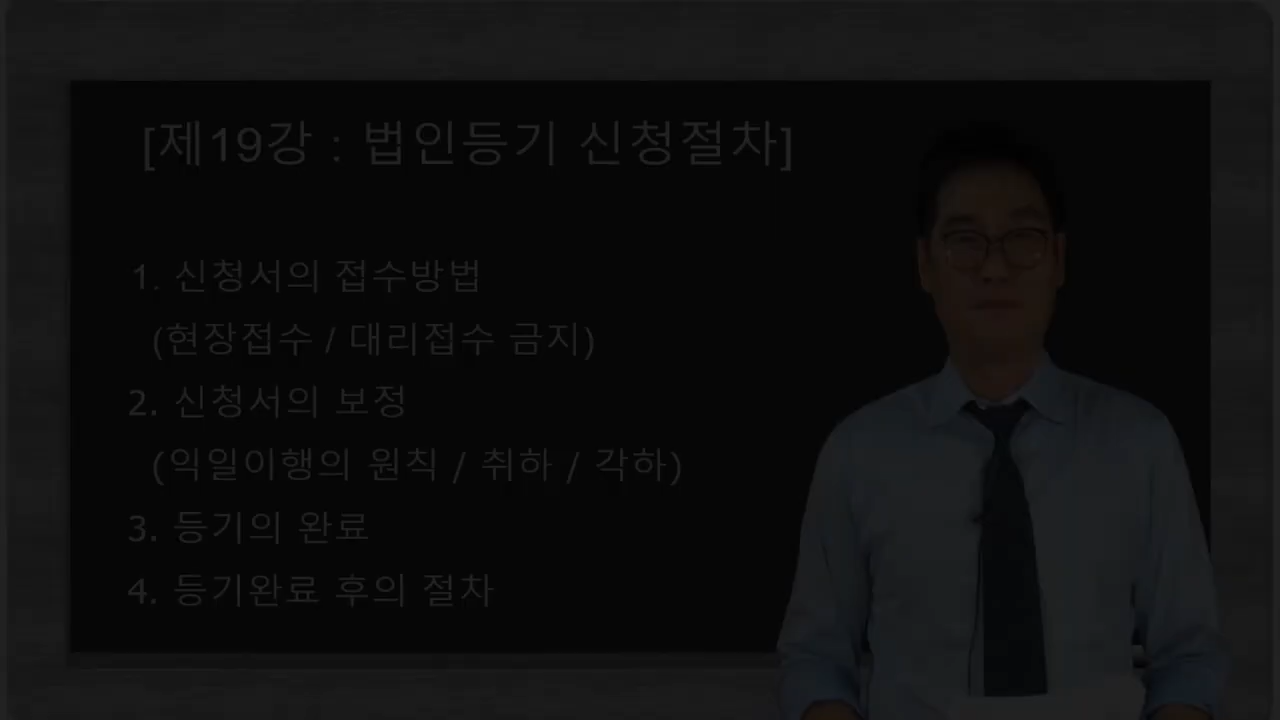 [제19강 : 법인등기 신청절차]
1. 신청서의 접수방법
(현장접수 / 대리접수 금지)
2. 신청서의 보정
(익일이행의 원칙 / 취하 / 각하)
3. 등기의 완료
4. 등기완료 후의 절차